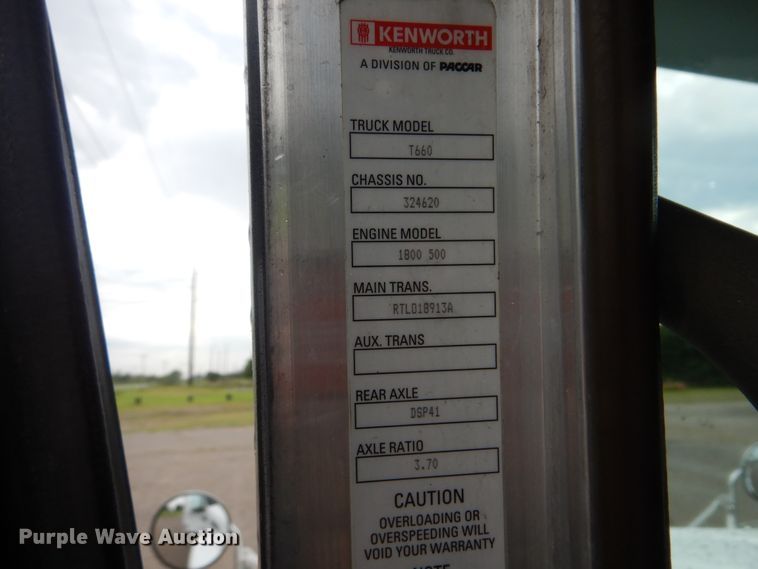 KENWORTH
KENWORTH TRUCK CO.
A DIVISION OF PACCAR
TRUCK MODEL
T660
CHASSIS NO.
324620
ENGINE MODEL
1800 500
MAIN TRANS.
RTLO18913A
AUX. TRANS
REAR AXLE
DSP41
AXLE RATIO
3.70
CAUTION
OVERLOADING OR
OVERSPEEDING WILL
VOID YOUR WARRANTY
NOTE
Purple Wave Auction